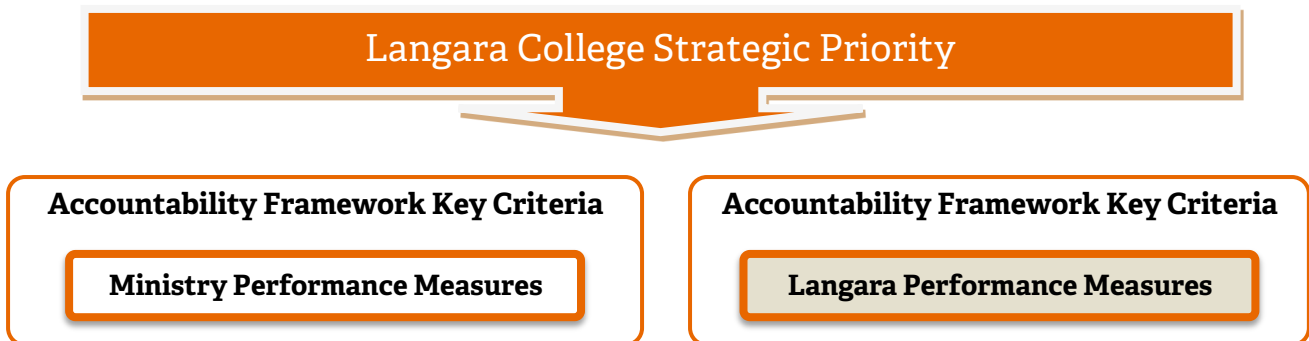 Langara College Strategic Priority
Accountability Framework Key Criteria
Ministry Performance Measures
Accountability Framework Key Criteria
Langara Performance Measures